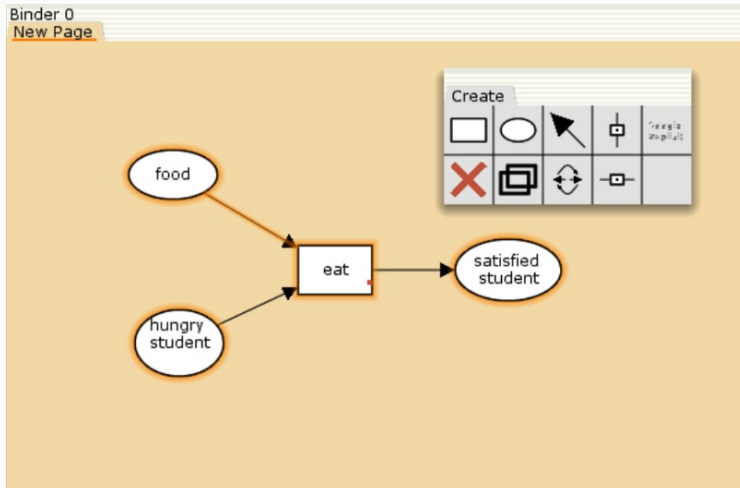 Binder 0
New Page
Create
food
eat
satisfied
student
hungry
student